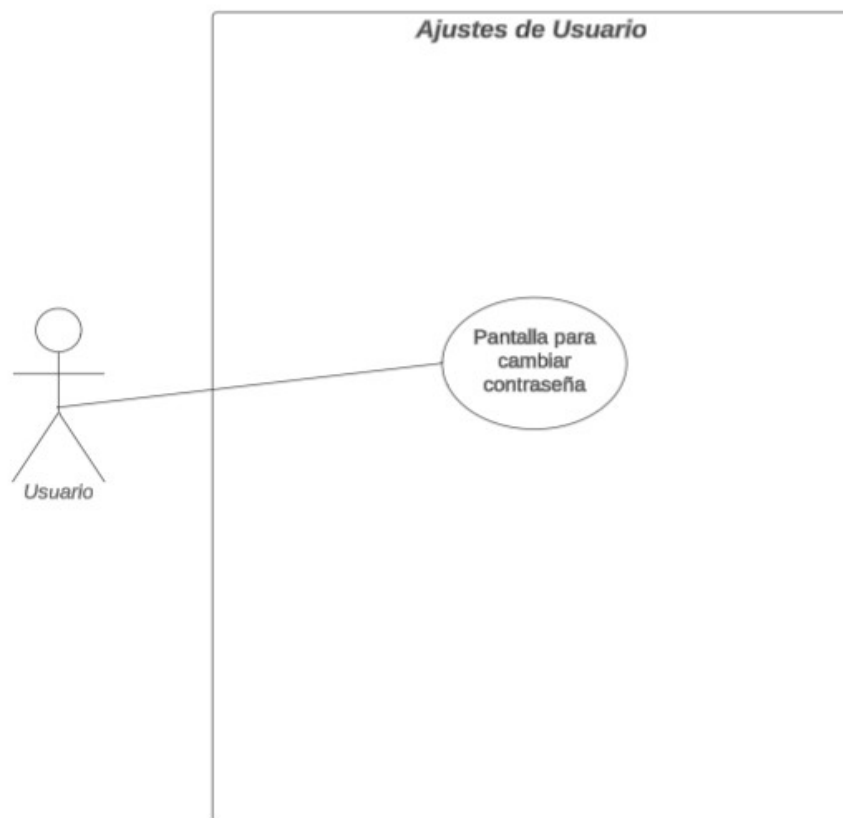 Ajustes de Usuario
Pantalla para
cambiar
contraseña
Usuario